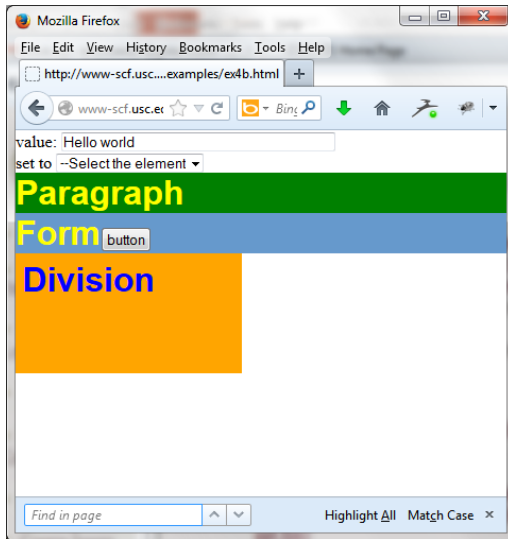 Mozilla Firefox
File Edit View History Bookmarks Tools Help
http://www-scf.usc....examples/ex4b.html +
www-scf.usc.ec Bing
value: Hello world
set to --Select the element
Paragraph
Form button
Division
Find in page Highlight All Match Case ×